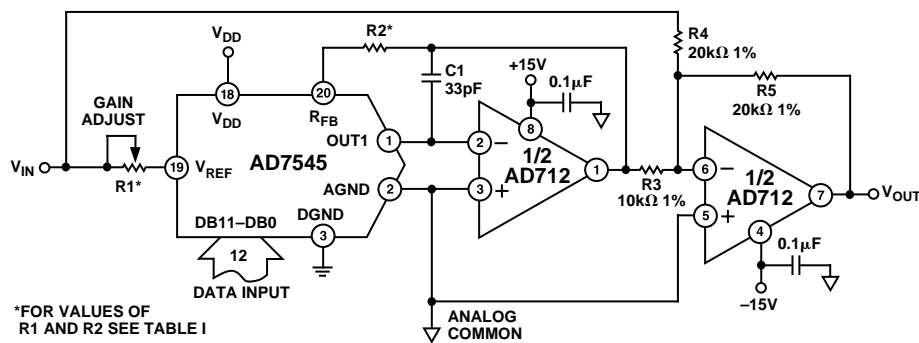 R4
20kΩ 1%
R2*
V_DD
+15V
0.1µF
C1
33pF
R5
20kΩ 1%
GAIN
ADJUST
18
V_DD
20
R_FB
8
OUT1
1
2
–
1/2
AD712
1
V_IN
R1*
19
V_REF
AD7545
AGND
2
3
+
R3
10kΩ 1%
6
–
1/2
AD712
7
V_OUT
5
+
DB11–DB0
DGND
3
4
0.1µF
12
DATA INPUT
–15V
ANALOG
COMMON
*FOR VALUES OF
R1 AND R2 SEE TABLE I